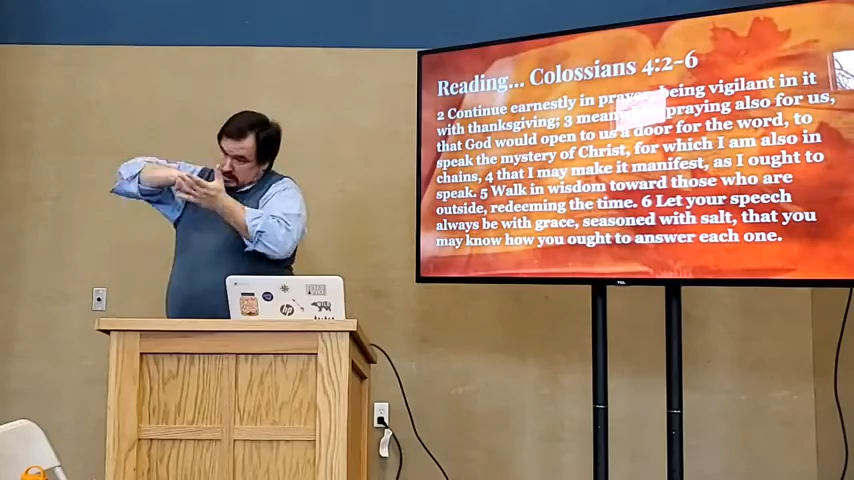 Reading... Colossians 4:2-6
2 Continue earnestly in prayer, being vigilant in it
with thanksgiving; 3 meanwhile praying also for us,
that God would open to us a door for the word, to
speak the mystery of Christ, for which I am also in
chains, 4 that I may make it manifest, as I ought to
speak. 5 Walk in wisdom toward those who are
outside, redeeming the time. 6 Let your speech
always be with grace, seasoned with salt, that you
may know how you ought to answer each one.
TCL
hp